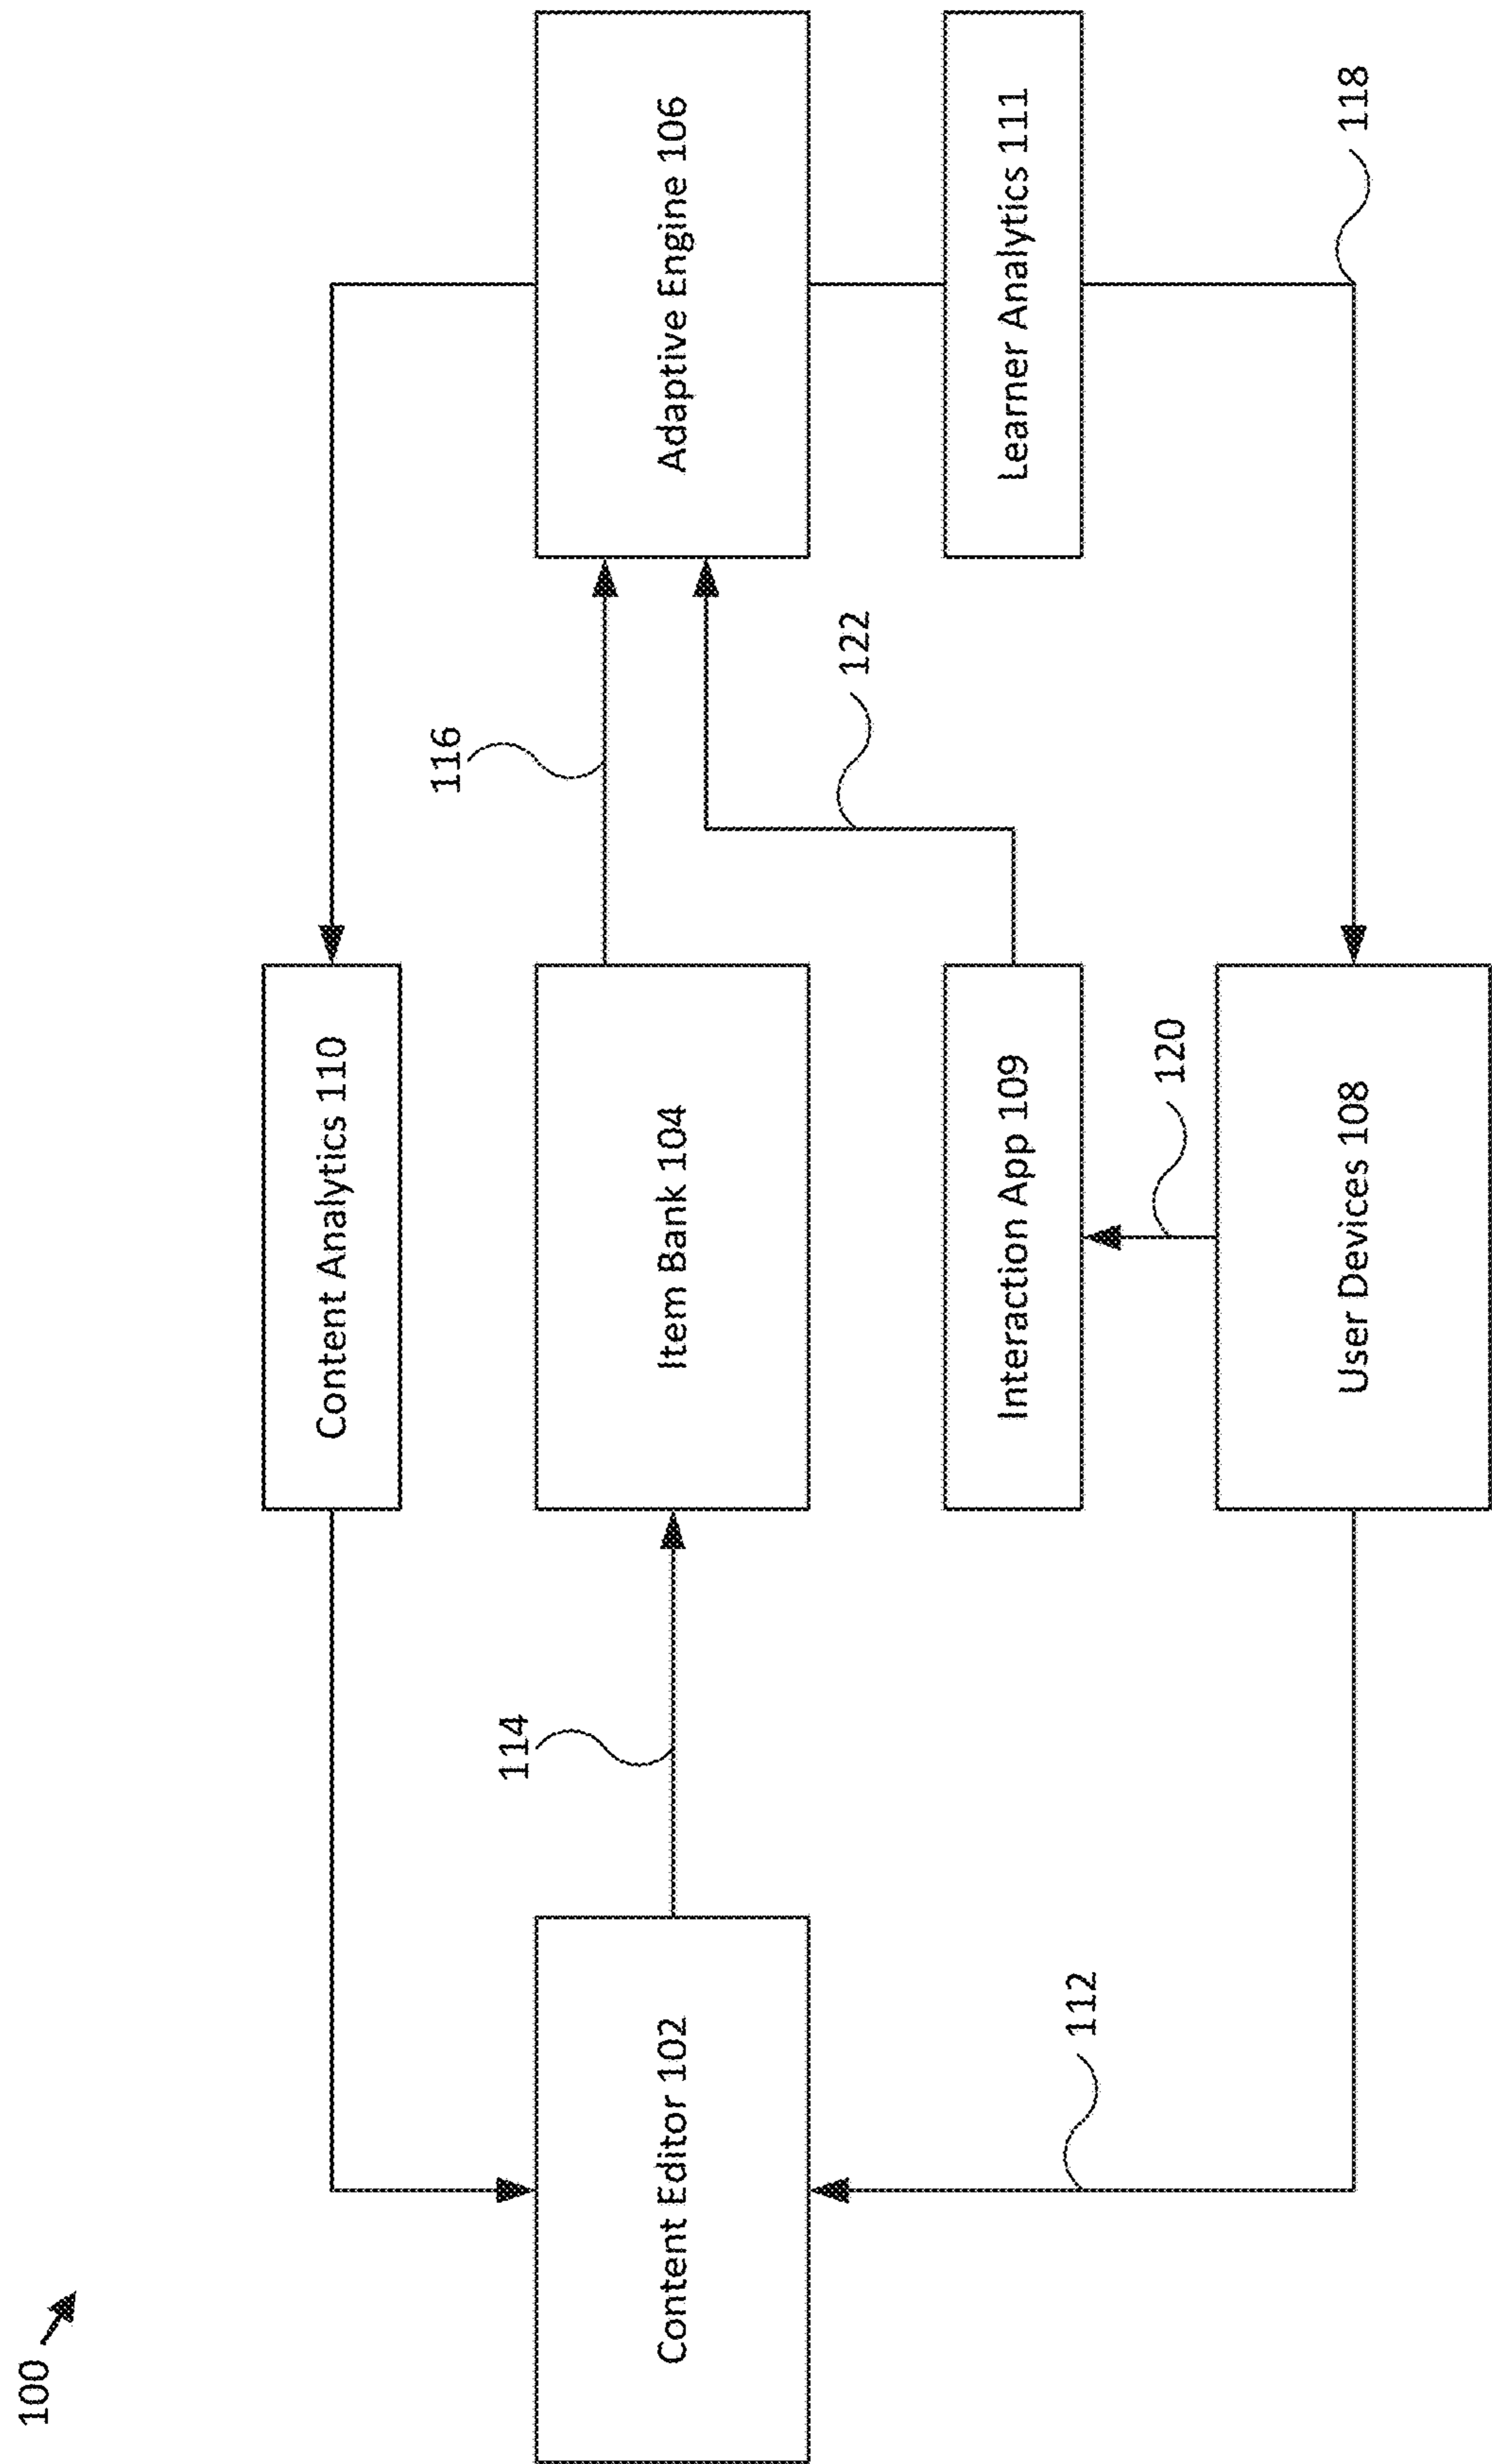 100
Content Analytics 110
116
114
Content Editor 102
Item Bank 104
Adaptive Engine 106
122
Interaction App 109
Learner Analytics 111
112
120
118
User Devices 108